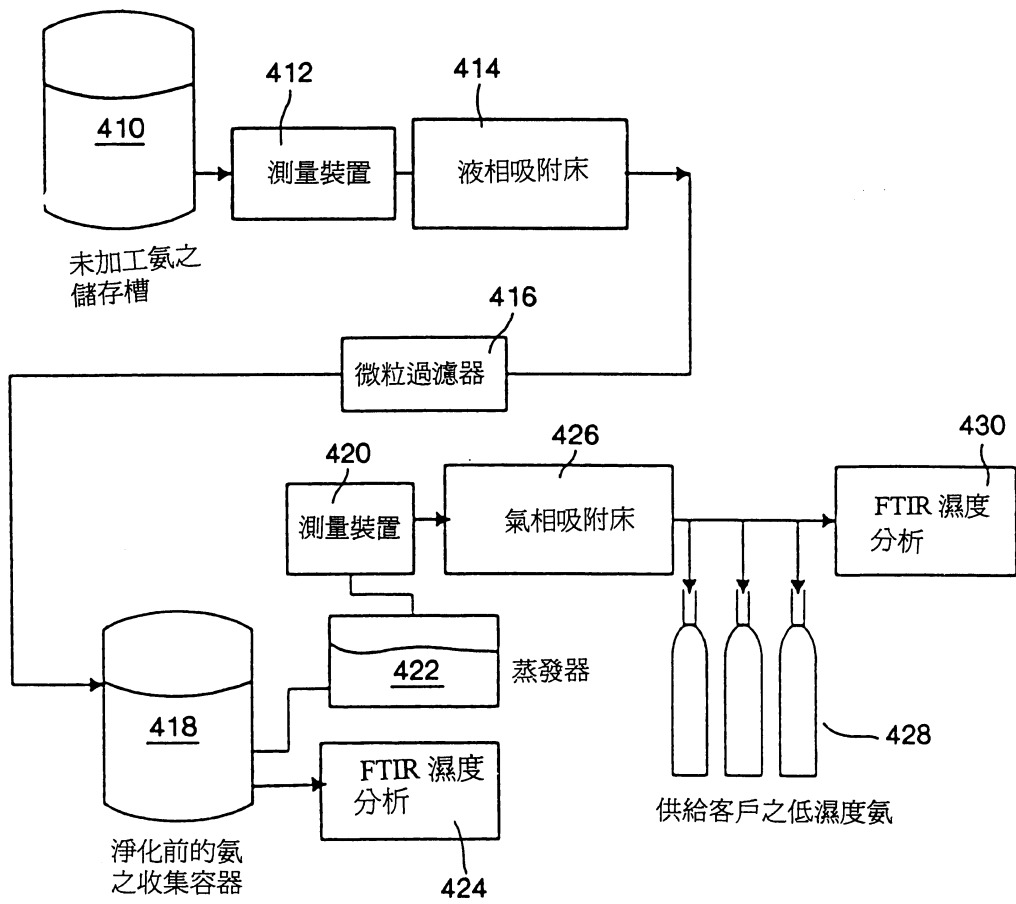 410
412
414
測量裝置
液相吸附床
未加工氨之
儲存槽
416
微粒過濾器
420
426
430
測量裝置
氣相吸附床
FTIR 濕度
分析
422
蒸發器
418
428
FTIR 濕度
分析
供給客戶之低濕度氨
淨化前的氨
之收集容器
424